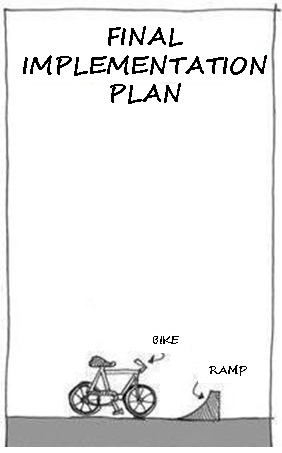 FINAL
IMPLEMENTATION
PLAN
BIKE
RAMP